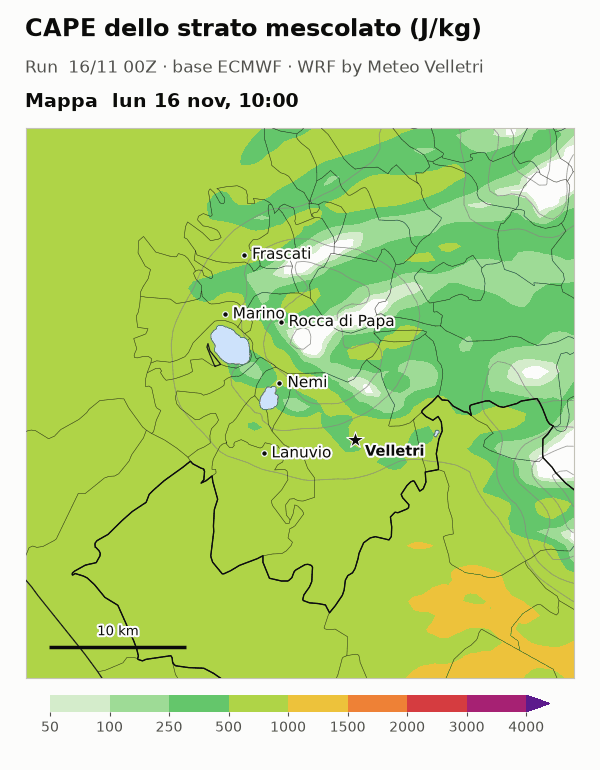 CAPE dello strato mescolato (J/kg)
Run  16/11 00Z · base ECMWF · WRF by Meteo Velletri
Mappa  lun 16 nov, 10:00
Frascati
Marino
Rocca di Papa
Nemi
Velletri
Lanuvio
10 km
50 100 250 500 1000 1500 2000 3000 4000